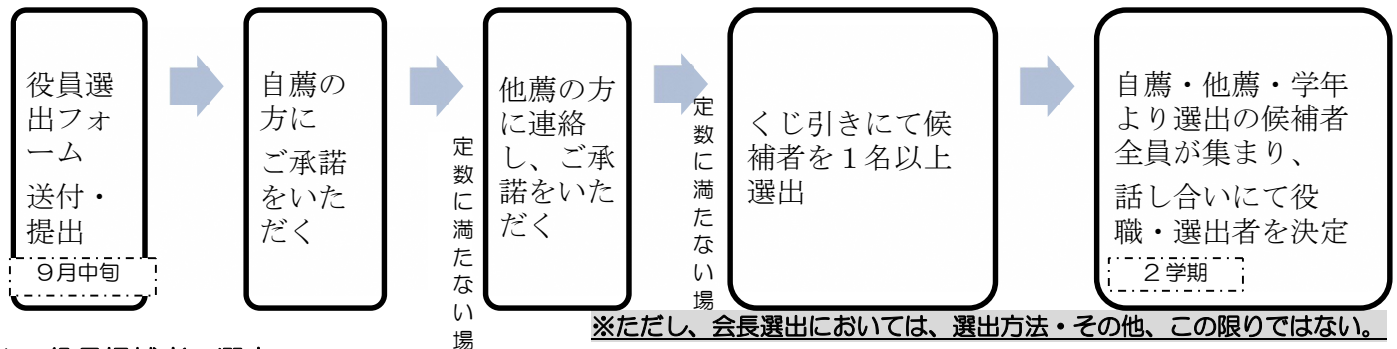 役員選
出フォ
ーム
送付・
提出
9月中旬
自薦の
方に
ご承諾
をいた
だく
定数に満たない場
他薦の方
に連絡
し、ご承
諾をいた
だく
定数に満たない場
くじ引きにて候
補者を１名以上
選出
自薦・他薦・学年
より選出の候補者
全員が集まり、
話し合いにて役
職・選出者を決定
2学期
※ただし、会長選出においては、選出方法・その他、この限りではない。